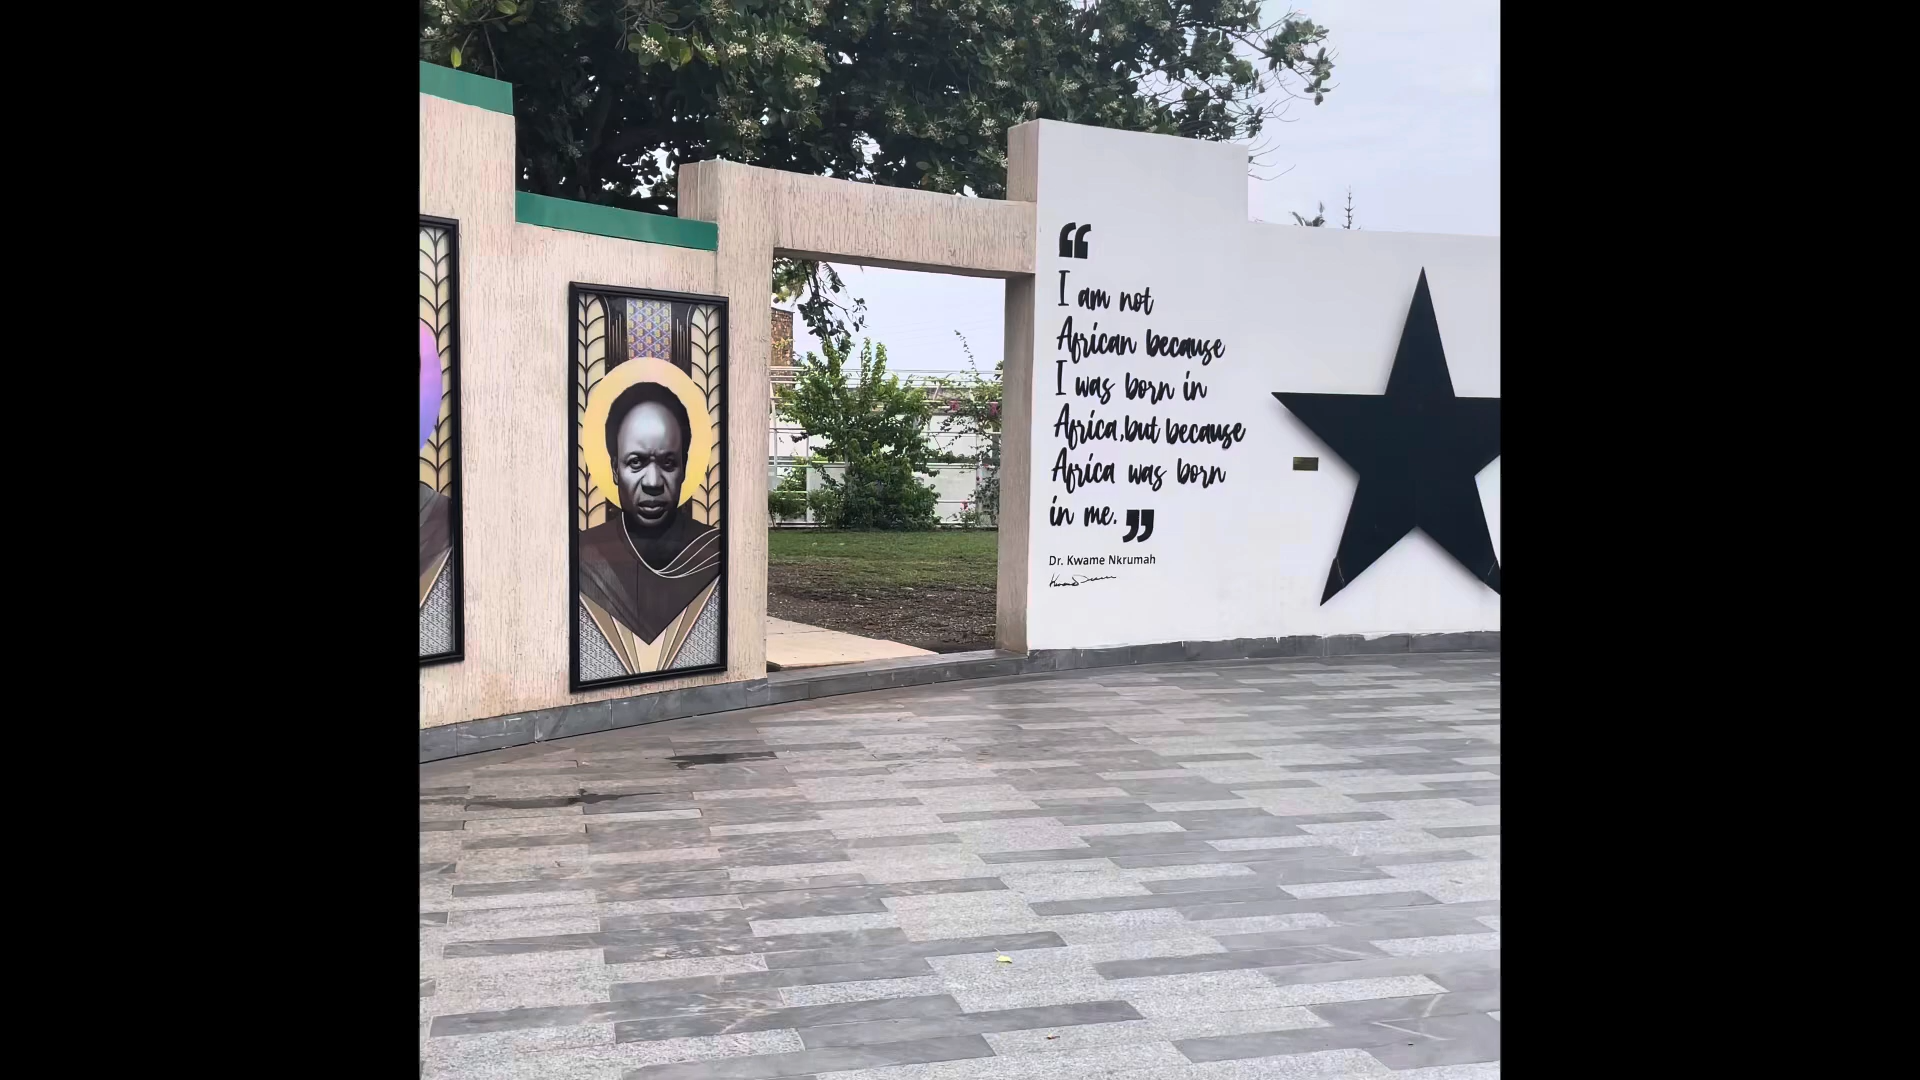 “
I am not
African because
I was born in
Africa,but because
Africa was born
in me.”
Dr. Kwame Nkrumah